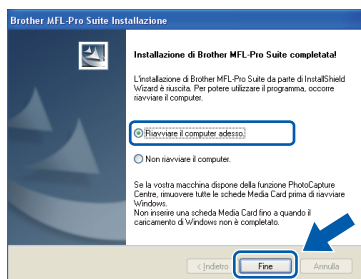 Brother MFL-Pro Suite Installazione
Installazione di Brother MFL-Pro Suite completata!
L'installazione di Brother MFL-Pro Suite da parte di InstallShield
Wizard è riuscita. Per potere utilizzare il programma, occorre
riavviare il computer.
Riavviare il computer adesso.
Non riavviare il computer.
Se la vostra macchina dispone della funzione PhotoCapture
Centre, rimuovere tutte le schede Media Card prima di riavviare
Windows.
Non inserire una scheda Media Card fino a quando il
caricamento di Windows non è completato.
< Indietro Fine Annulla